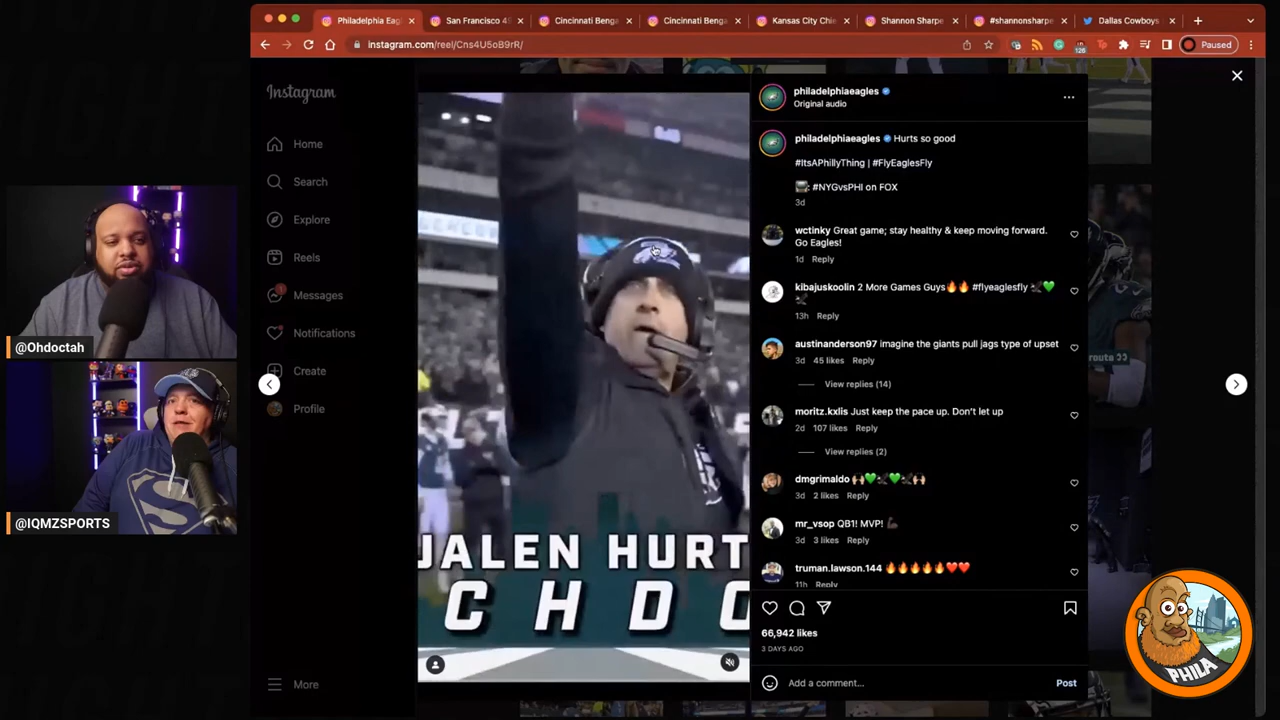 Philadelphia Eagl
San Francisco 4
Cincinnati Benga
Cincinnati Benga
Kansas City Chie
Shannon Sharpe
#shannonsharpe
Dallas Cowboys
instagram.com/reel/Cns4U5oB9rR/
126
Paused
Instagram
Home
Search
Explore
Reels
Messages
Notifications
Create
Profile
More
@Ohdoctah
@IQMZSPORTS
JALEN HURT
C H D O
philadelphiaeagles
Original audio
philadelphiaeagles Hurts so good
#ItsAPhillyThing | #FlyEaglesFly
📺: #NYGvsPHI on FOX
3d
wctinky Great game; stay healthy & keep moving forward.
Go Eagles!
1d Reply
kibajuskoolin 2 More Games Guys🔥🔥 #flyeaglesfly 🦅💚
🦅
13h Reply
austinanderson97 imagine the giants pull jags type of upset
3d 45 likes Reply
View replies (14)
moritz.kxlis Just keep the pace up. Don't let up
2d 107 likes Reply
View replies (2)
dmgrimaldo 🙌🏻💚🦅💚🦅🙌🏻
3d 2 likes Reply
mr_vsop QB1! MVP! 💪🏿
3d 3 likes Reply
truman.lawson.144 🔥🔥🔥🔥🔥❤️❤️
11h Reply
66,942 likes
3 DAYS AGO
Add a comment...
Post
PHILA